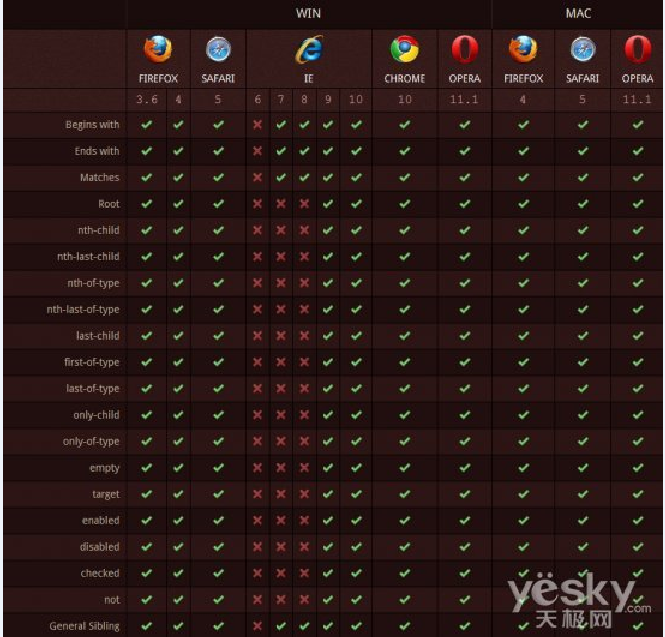 WIN MAC
FIREFOX SAFARI IE CHROME OPERA FIREFOX SAFARI OPERA
3.6 4 5 6 7 8 9 10 10 11.1 4 5 11.1
Begins with
Ends with
Matches
Root
nth-child
nth-last-child
nth-of-type
nth-last-of-type
last-child
first-of-type
last-of-type
only-child
only-of-type
empty
target
enabled
disabled
checked
not
General Sibling
yësky.com
天极网